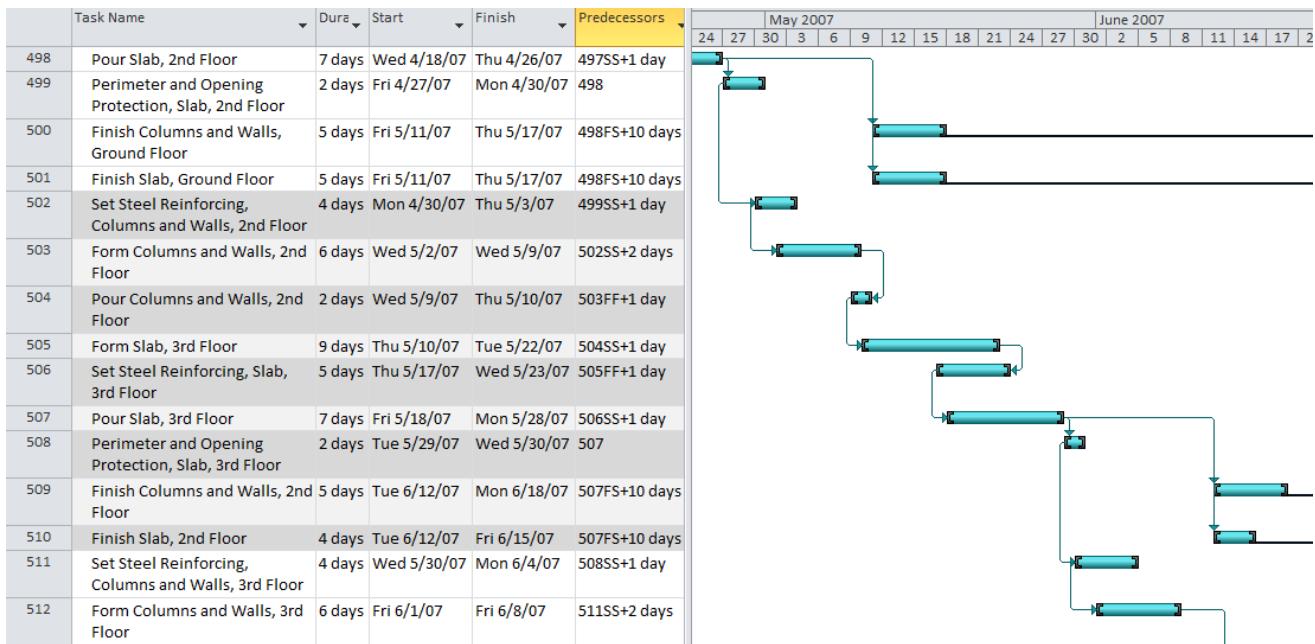 Task Name Dura Start Finish Predecessors May 2007 June 2007
24 27 30 3 6 9 12 15 18 21 24 27 30 2 5 8 11 14 17 2
498 Pour Slab, 2nd Floor 7 days Wed 4/18/07 Thu 4/26/07 497SS+1 day
499 Perimeter and Opening 2 days Fri 4/27/07 Mon 4/30/07 498
Protection, Slab, 2nd Floor
500 Finish Columns and Walls, 5 days Fri 5/11/07 Thu 5/17/07 498FS+10 days
Ground Floor
501 Finish Slab, Ground Floor 5 days Fri 5/11/07 Thu 5/17/07 498FS+10 days
502 Set Steel Reinforcing, 4 days Mon 4/30/07 Thu 5/3/07 499SS+1 day
Columns and Walls, 2nd Floor
503 Form Columns and Walls, 2nd 6 days Wed 5/2/07 Wed 5/9/07 502SS+2 days
Floor
504 Pour Columns and Walls, 2nd 2 days Wed 5/9/07 Thu 5/10/07 503FF+1 day
Floor
505 Form Slab, 3rd Floor 9 days Thu 5/10/07 Tue 5/22/07 504SS+1 day
506 Set Steel Reinforcing, Slab, 5 days Thu 5/17/07 Wed 5/23/07 505FF+1 day
3rd Floor
507 Pour Slab, 3rd Floor 7 days Fri 5/18/07 Mon 5/28/07 506SS+1 day
508 Perimeter and Opening 2 days Tue 5/29/07 Wed 5/30/07 507
Protection, Slab, 3rd Floor
509 Finish Columns and Walls, 2nd 5 days Tue 6/12/07 Mon 6/18/07 507FS+10 days
Floor
510 Finish Slab, 2nd Floor 4 days Tue 6/12/07 Fri 6/15/07 507FS+10 days
511 Set Steel Reinforcing, 4 days Wed 5/30/07 Mon 6/4/07 508SS+1 day
Columns and Walls, 3rd Floor
512 Form Columns and Walls, 3rd 6 days Fri 6/1/07 Fri 6/8/07 511SS+2 days
Floor